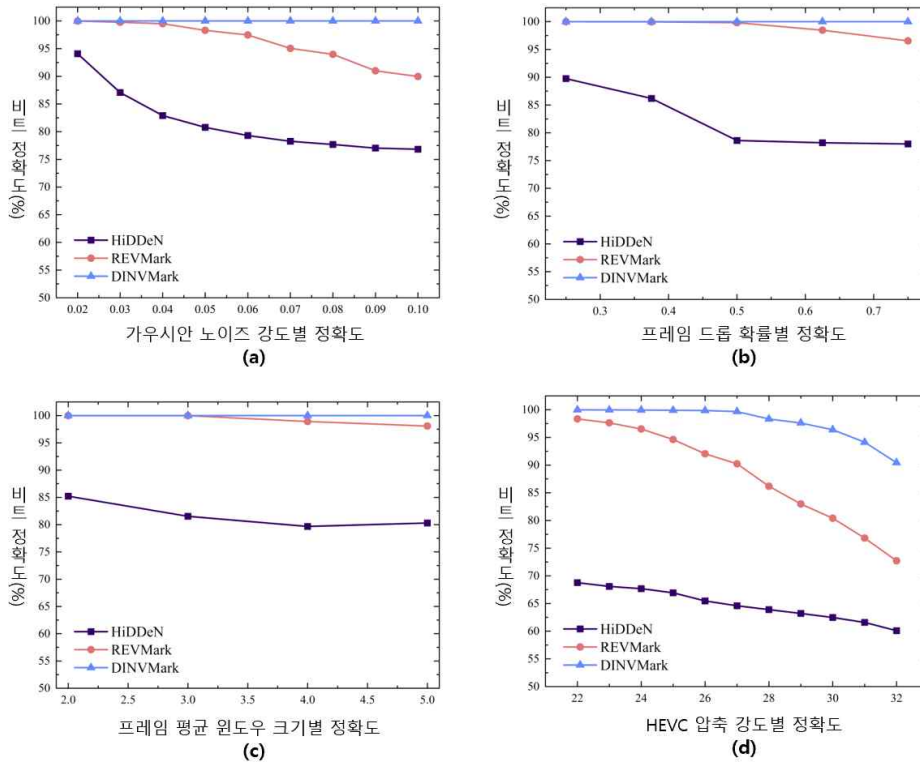 비트 정확도(%)
100
95
90
85
80
75
70
65
60
55
50
HiDDeN
REVMark
DINVMark
0.02 0.03 0.04 0.05 0.06 0.07 0.08 0.09 0.10
가우시안 노이즈 강도별 정확도
(a)
비트 정확도(%)
100
95
90
85
80
75
70
65
60
55
50
HiDDeN
REVMark
DINVMark
0.3 0.4 0.5 0.6 0.7
프레임 드롭 확률별 정확도
(b)
비트 정확도(%)
100
95
90
85
80
75
70
65
60
55
50
HiDDeN
REVMark
DINVMark
2.0 2.5 3.0 3.5 4.0 4.5 5.0
프레임 평균 윈도우 크기별 정확도
(c)
비트 정확도(%)
100
95
90
85
80
75
70
65
60
55
50
HiDDeN
REVMark
DINVMark
22 24 26 28 30 32
HEVC 압축 강도별 정확도
(d)